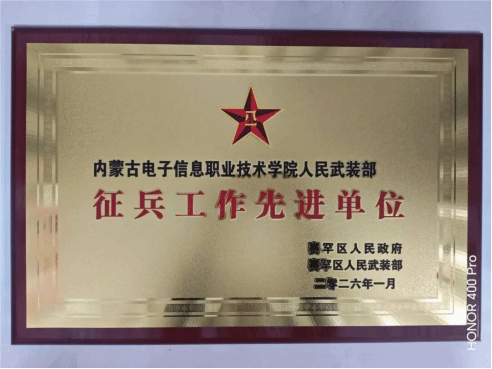 内蒙古电子信息职业技术学院人民武装部
征兵工作先进单位
赛罕区人民政府
赛罕区人民武装部
二零二六年一月
HONOR 400 Pro